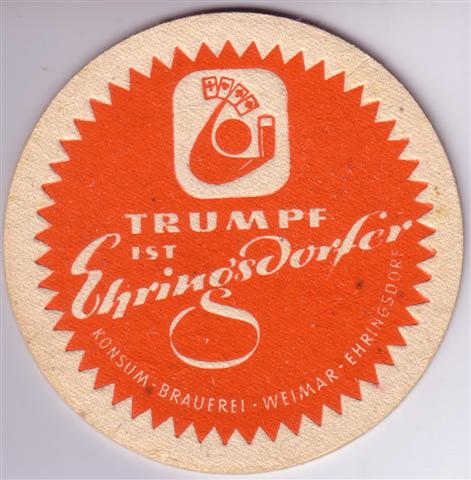 TRUMPF
IST
Ehringsdorfer
KONSUM-BRAUEREI · WEIMAR-EHRINGSDORF